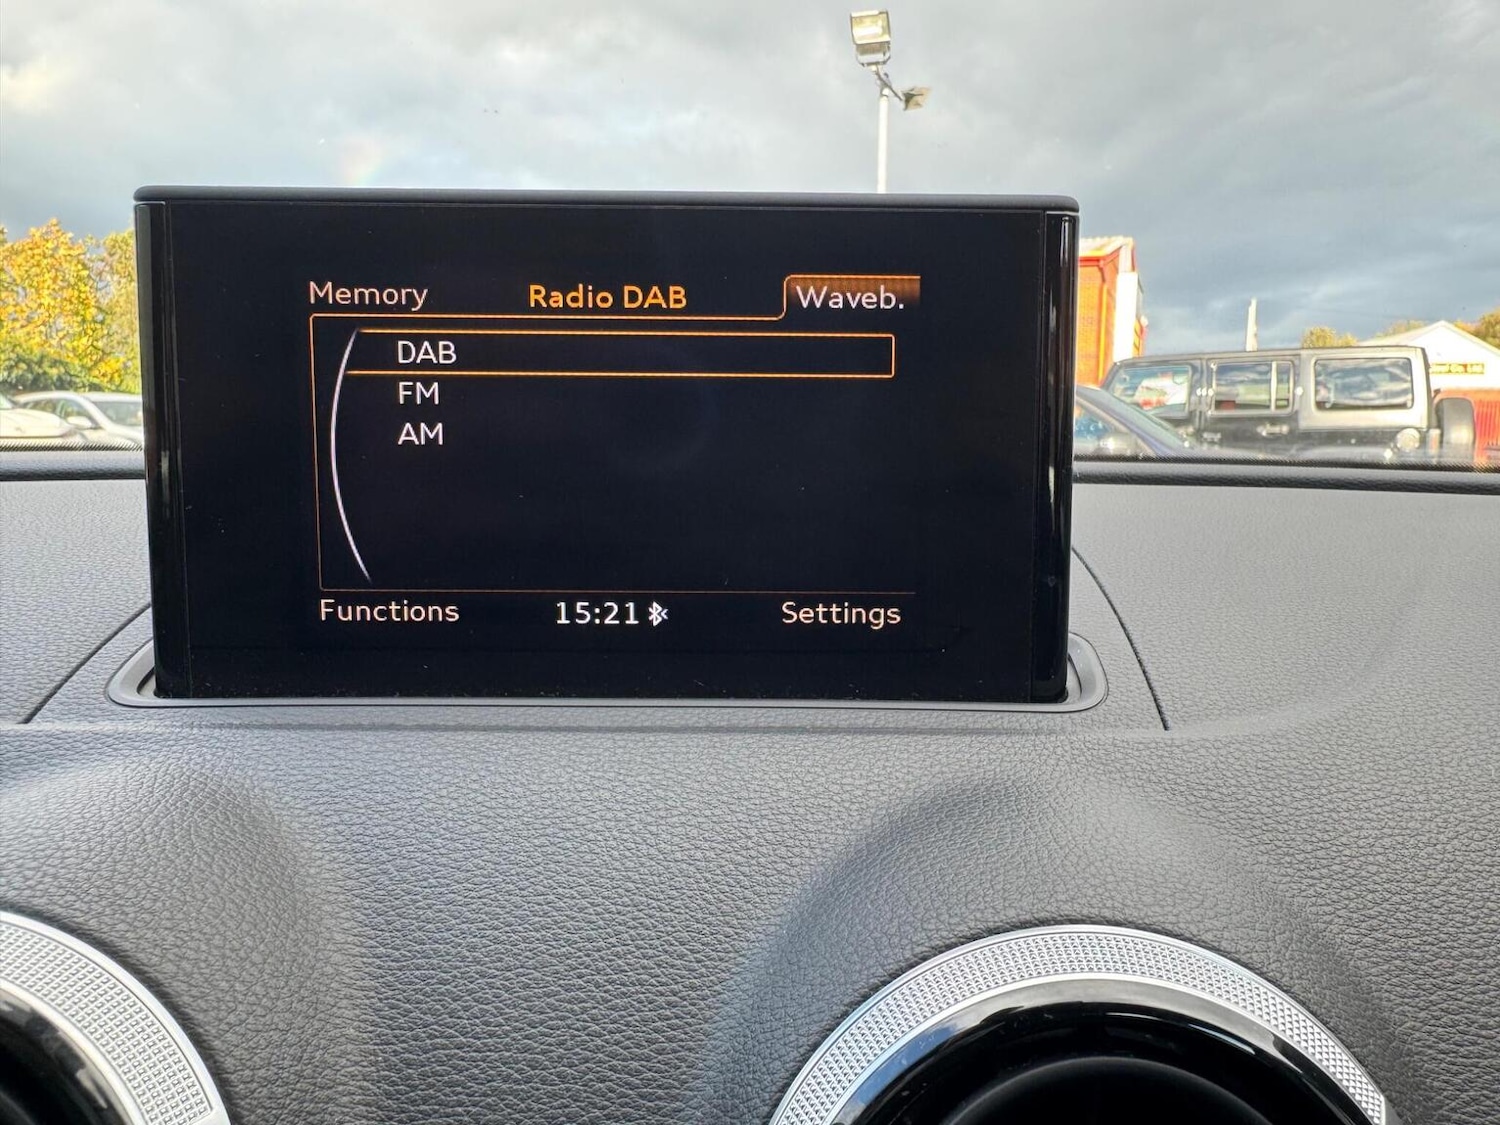 Memory Radio DAB Waveb.
DAB
FM
AM
Functions 15:21 Settings